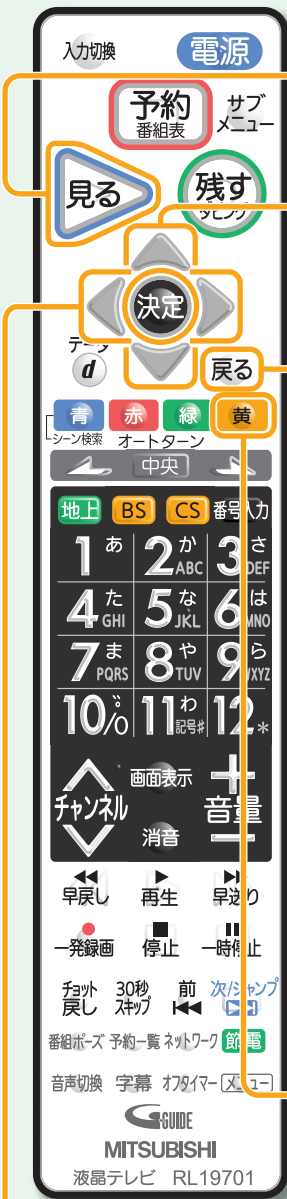 入力切換 電源
予約 サブ
番組表 メニュー
見る 残す
ダビング
決定
データ
d 戻る
青 赤 緑 黄
シーン検索 オートターン
中央
地上 BS CS 番号入力
1 あ 2 か ABC 3 さ DEF
4 た GHI 5 な JKL 6 は MNO
7 ま PQRS 8 や TUV 9 ら WXYZ
10/0 ゛゜ 11 わ 記号# 12 *
画面表示
チャンネル 音量
消音
早戻し 再生 早送り
一発録画 停止 一時停止
チョット 30秒 前 次/ジャンプ
戻し スキップ
番組ポーズ 予約一覧 ネットワーク 節電
音声切換 字幕 オフタイマー メニュー
G-GUIDE
MITSUBISHI
液晶テレビ RL19701